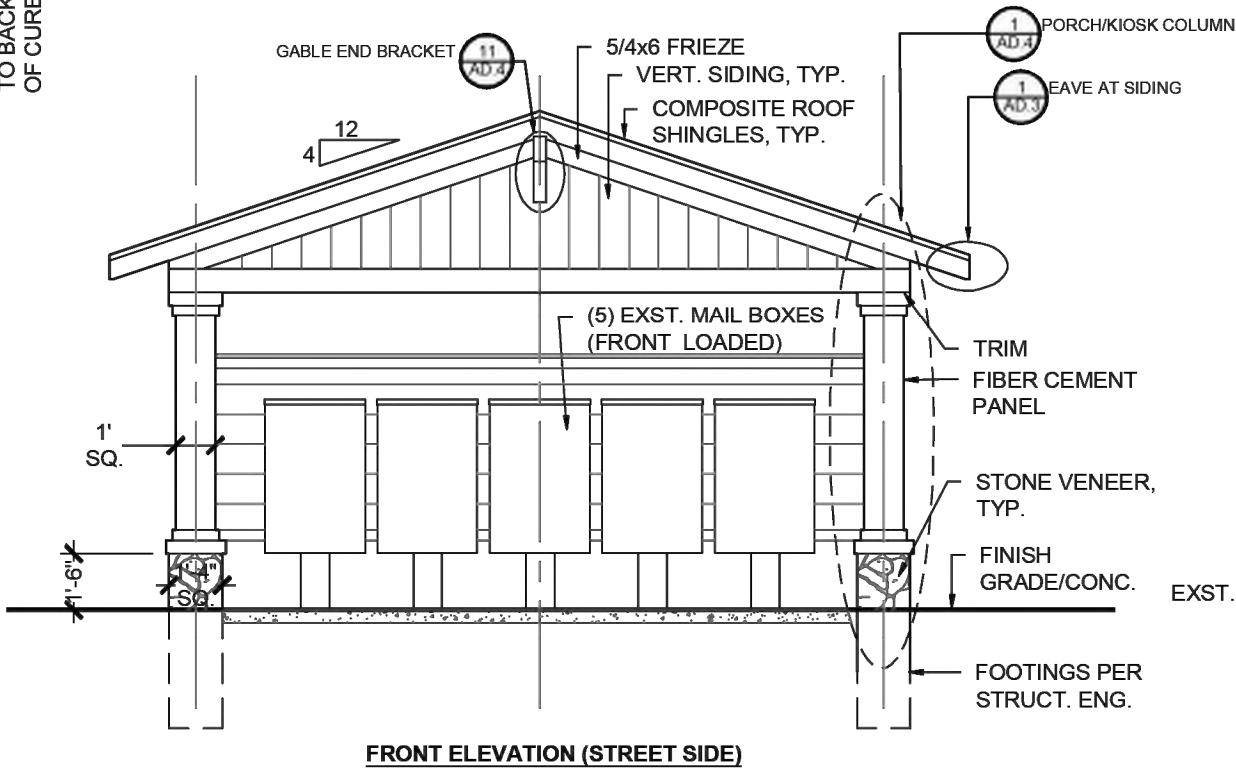 TO BACK
OF CURB
GABLE END BRACKET
11
AD.4
5/4x6 FRIEZE
VERT. SIDING, TYP.
COMPOSITE ROOF
SHINGLES, TYP.
1
AD.4
PORCH/KIOSK COLUMN
1
AD.3
EAVE AT SIDING
12
4
(5) EXST. MAIL BOXES
(FRONT LOADED)
TRIM
FIBER CEMENT
PANEL
1'
SQ.
STONE VENEER,
TYP.
1'-6"
1'-4"
SQ.
FINISH
GRADE/CONC.
EXST.
FOOTINGS PER
STRUCT. ENG.
FRONT ELEVATION (STREET SIDE)